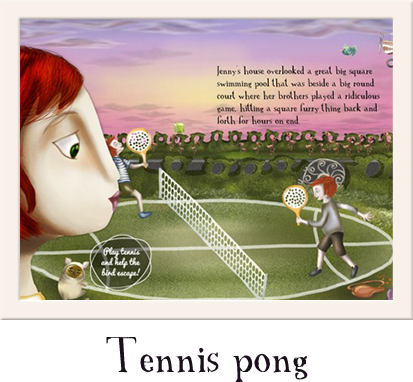 Jenny's house overlooked a great big square
swimming pool that was beside a big round
court where her brothers played a ridiculous
game, hitting a square furry thing back and
forth for hours on end.
Play tennis
and help the
bird escape!
Tennis pong